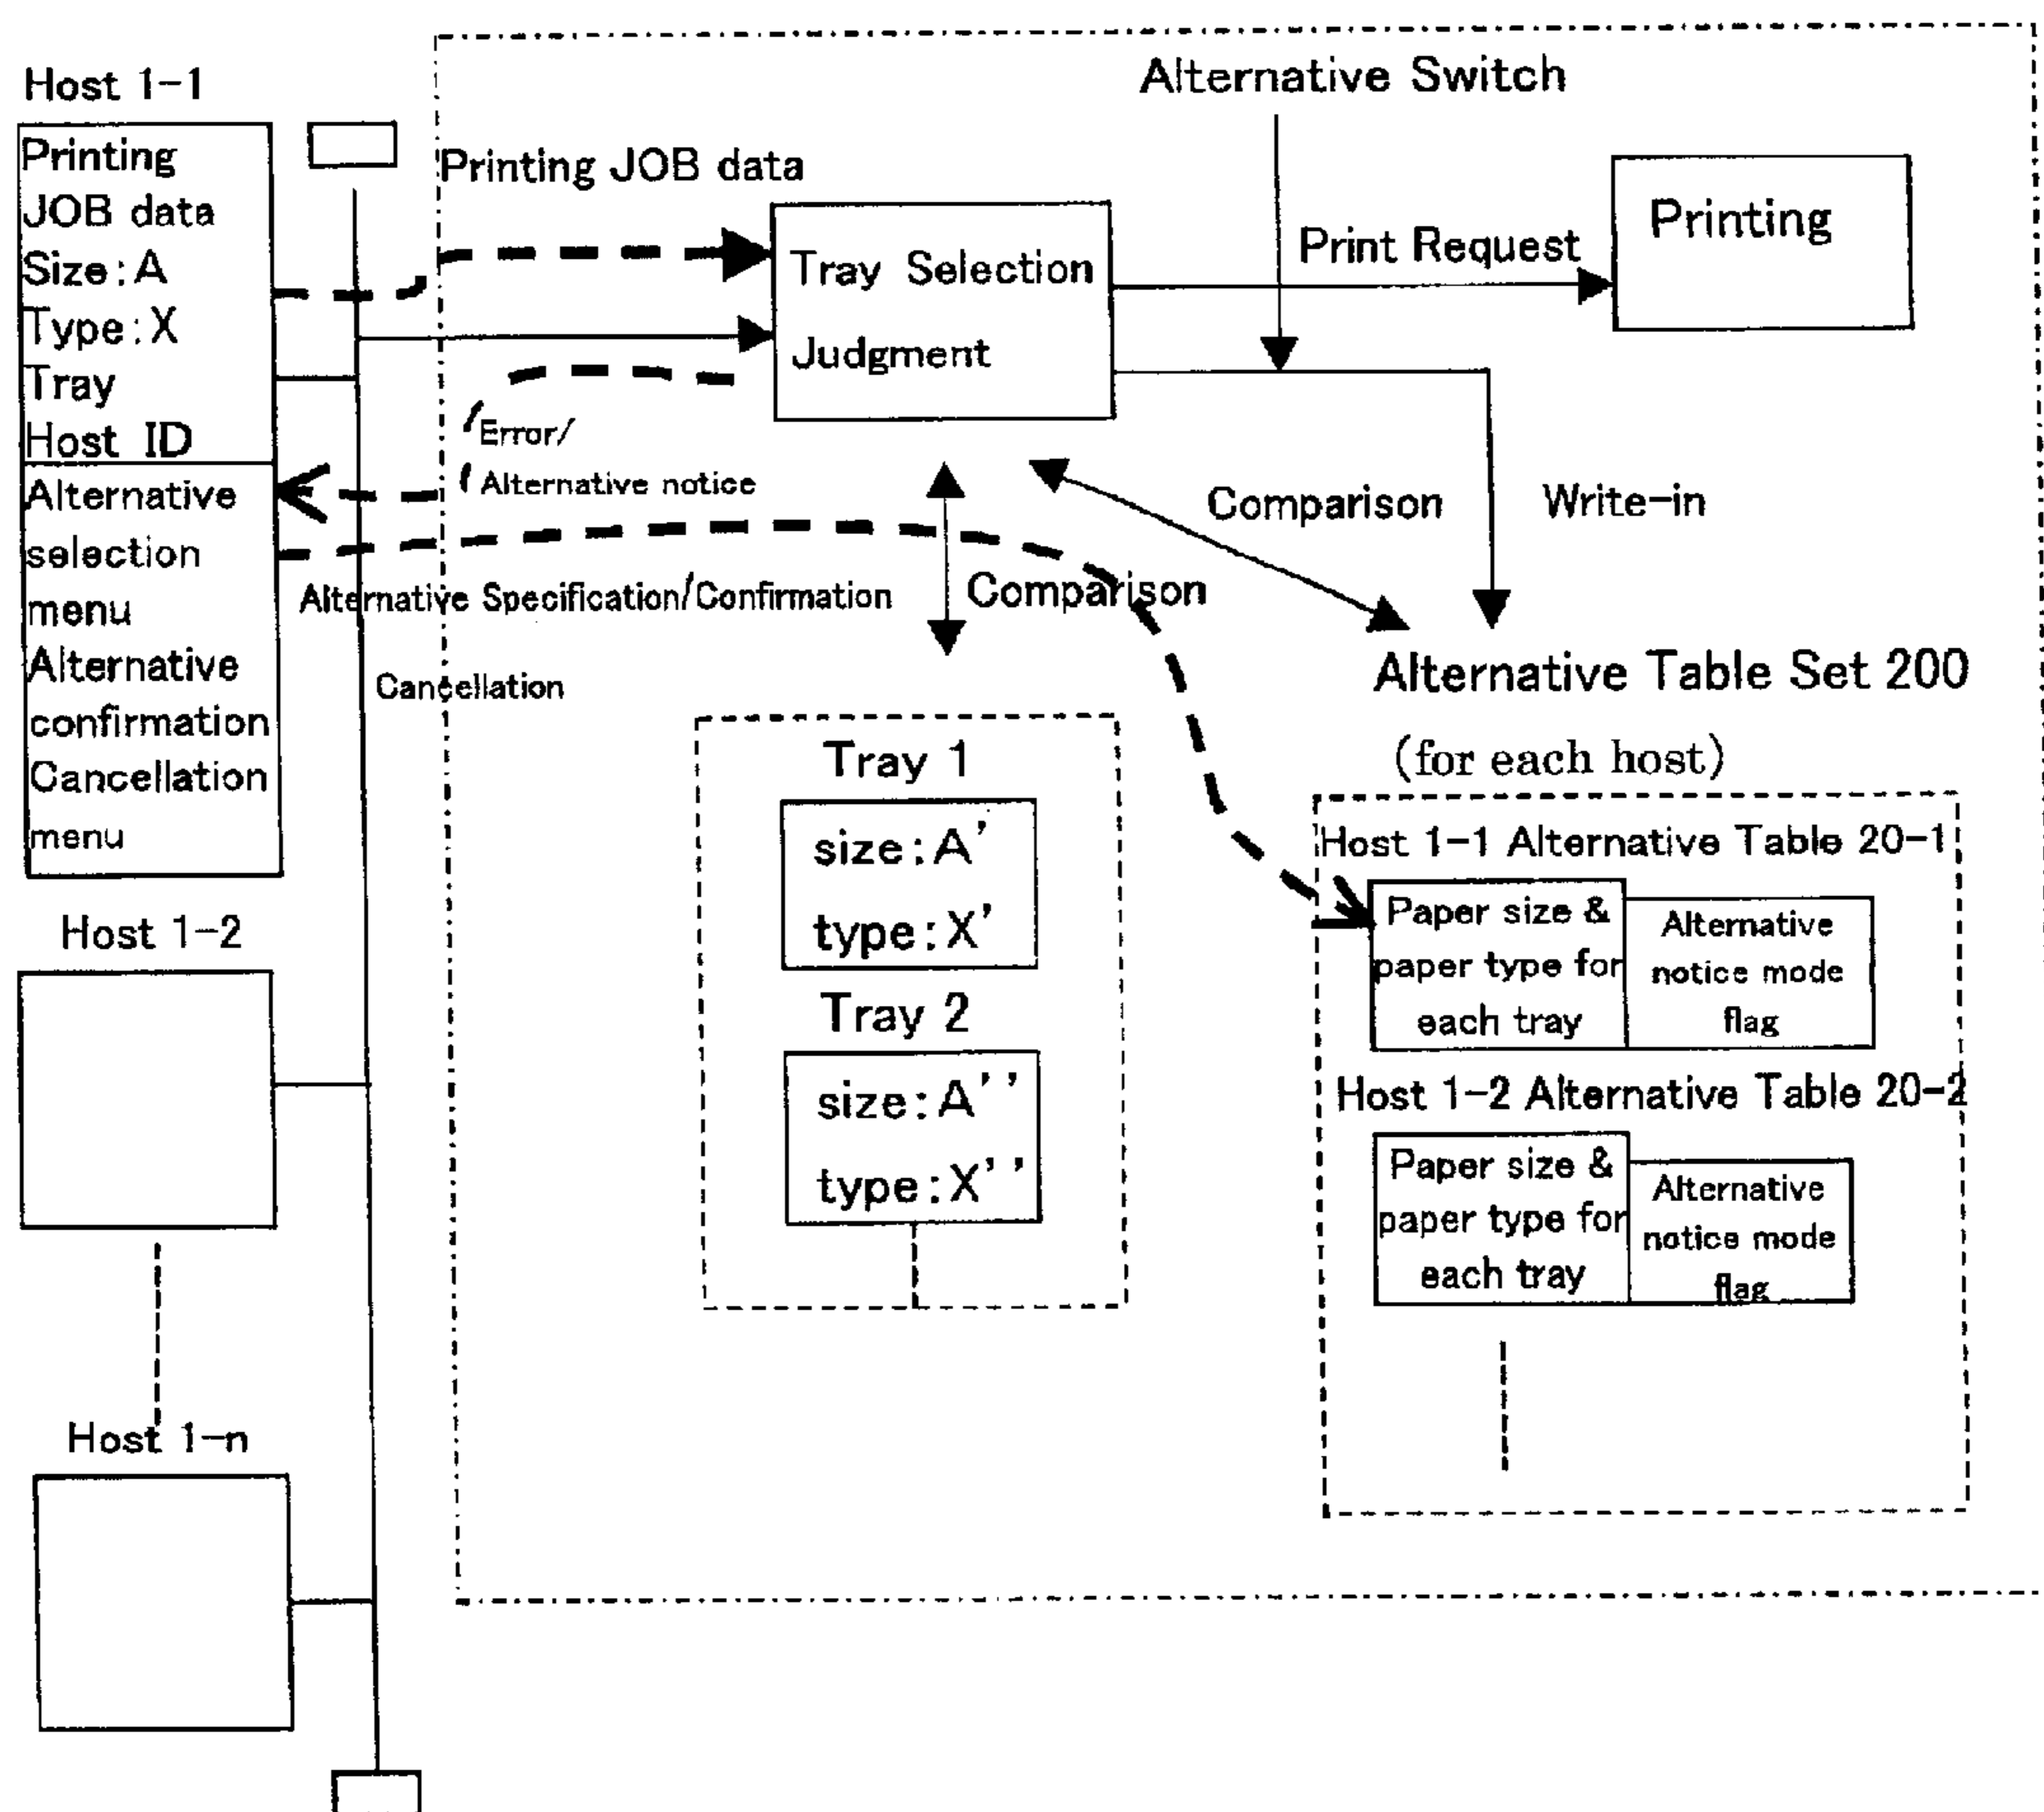 Host 1-1
Printing
JOB data
Size:A
Type:X
Tray
Host ID
Alternative
selection
menu
Alternative
confirmation
Cancellation
menu
Host 1-2
Host 1-n
Printing JOB data
Tray Selection
Judgment
Error/
Alternative notice
Alternative Specification/Confirmation
Cancellation
Alternative Switch
Print Request
Printing
Comparison
Comparison
Write-in
Tray 1
size:A'
type:X'
Tray 2
size:A''
type:X''
Alternative Table Set 200
(for each host)
Host 1-1 Alternative Table 20-1
Paper size &
paper type for
each tray
Alternative
notice mode
flag
Host 1-2 Alternative Table 20-2
Paper size &
paper type for
each tray
Alternative
notice mode
flag